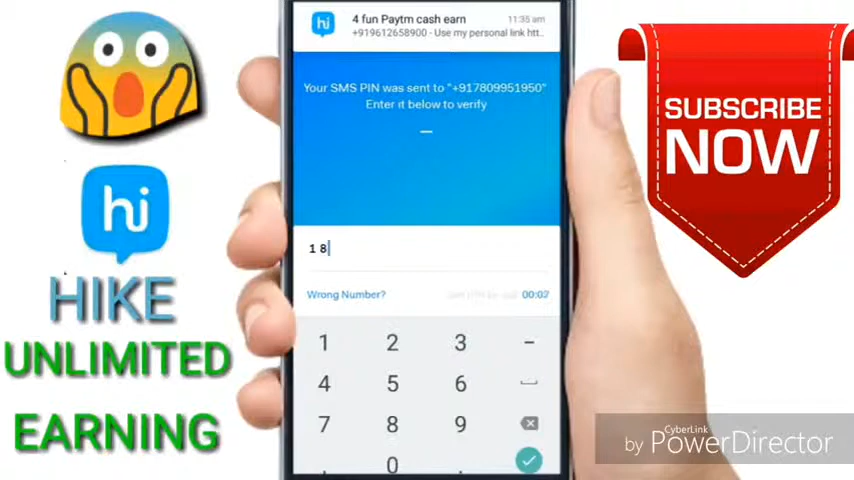 hi
4 fun Paytm cash earn 11:35 am
+919612658900 - Use my personal link htt..
Your SMS PIN was sent to "+917809951950"
Enter it below to verify
1 8
Wrong Number? 00:02
1 2 3 -
4 5 6
7 8 9
, 0 .
hi
HIKE
UNLIMITED
EARNING
SUBSCRIBE
NOW
CyberLink
by PowerDirector